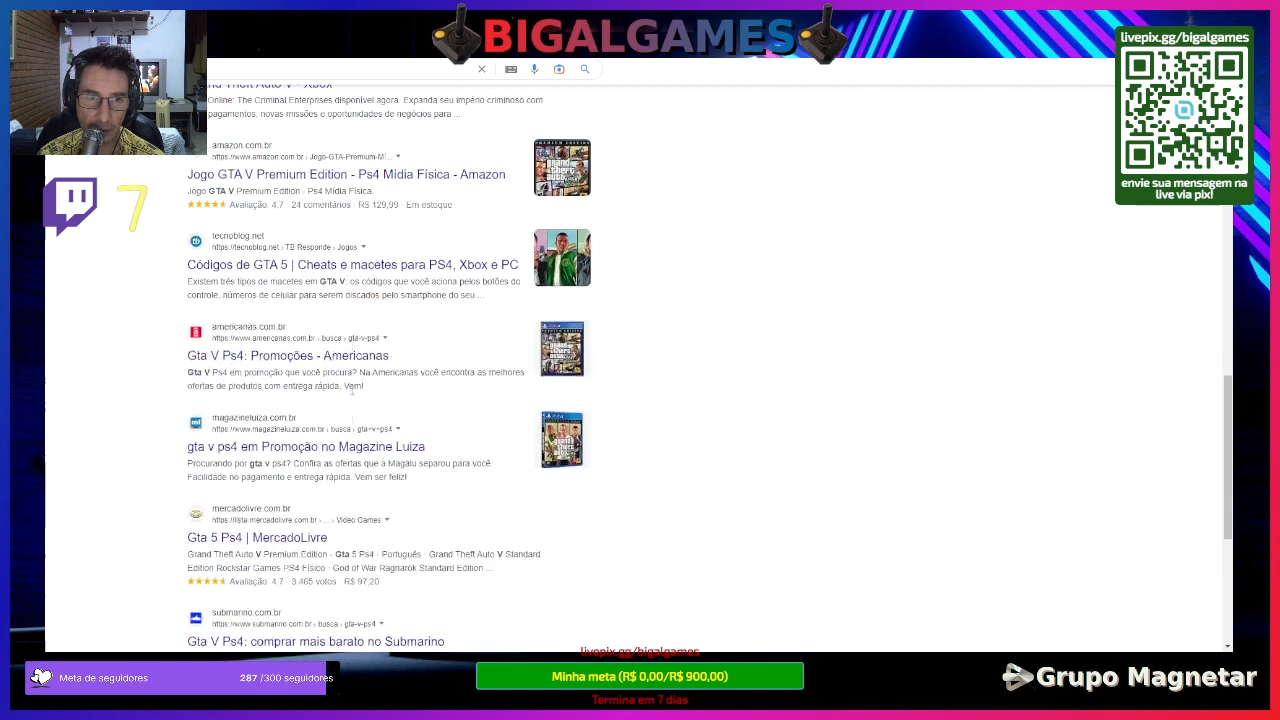 BIGALGAMES
livepix.gg/bigalgames
envie sua mensagem na
live via pix!
7
Grand Theft Auto V - Xbox
Online: The Criminal Enterprises disponível agora. Expanda seu império criminoso com
pagamentos, novas missões e oportunidades de negócios para ...
amazon.com.br
https://www.amazon.com.br › Jogo-GTA-Premium-Mí...
Jogo GTA V Premium Edition - Ps4 Mídia Física - Amazon
Jogo GTA V Premium Edition - Ps4 Mídia Física.
Avaliação: 4,7 · 24 comentários · R$ 129,99 · Em estoque
tecnoblog.net
https://tecnoblog.net › TB Responde › Jogos
Códigos de GTA 5 | Cheats e macetes para PS4, Xbox e PC
Existem três tipos de macetes em GTA V: os códigos que você aciona pelos botões do
controle, números de celular para serem discados pelo smartphone do seu ...
americanas.com.br
https://www.americanas.com.br › busca › gta-v-ps4
Gta V Ps4: Promoções - Americanas
Gta V Ps4 em promoção que você procura? Na Americanas você encontra as melhores
ofertas de produtos com entrega rápida. Vem!
magazineluiza.com.br
https://www.magazineluiza.com.br › busca › gta+v+ps4
gta v ps4 em Promoção no Magazine Luiza
Procurando por gta v ps4? Confira as ofertas que a Magalu separou para você
Facilidade no pagamento e entrega rápida. Vem ser feliz!
mercadolivre.com.br
https://lista.mercadolivre.com.br › ... › Video Games
Gta 5 Ps4 | MercadoLivre
Grand Theft Auto V Premium Edition - Gta 5 Ps4 - Português · Grand Theft Auto V Standard
Edition Rockstar Games PS4 Físico · God of War Ragnarok Standard Edition ...
Avaliação: 4,7 · 3.465 votos · R$ 97,20
submarino.com.br
https://www.submarino.com.br › busca › gta-v-ps4
Gta V Ps4: comprar mais barato no Submarino
livepix.gg/bigalgames
Meta de seguidores
287 /300 seguidores
Minha meta (R$ 0,00/R$ 900,00)
Termina em 7 dias
Grupo Magnetar